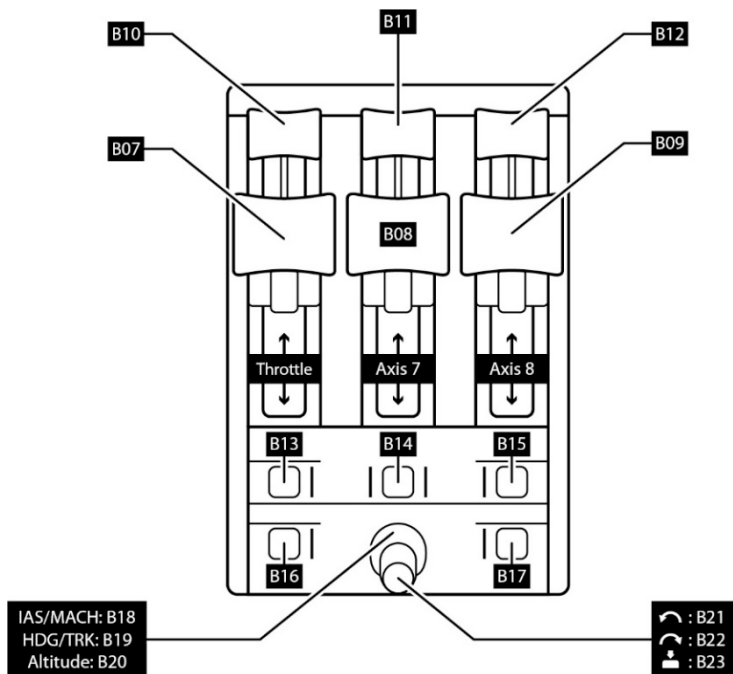 B10
B11
B12
B07
B09
B08
Throttle
Axis 7
Axis 8
B13
B14
B15
B16
B17
IAS/MACH: B18
HDG/TRK: B19
Altitude: B20
: B21
: B22
: B23